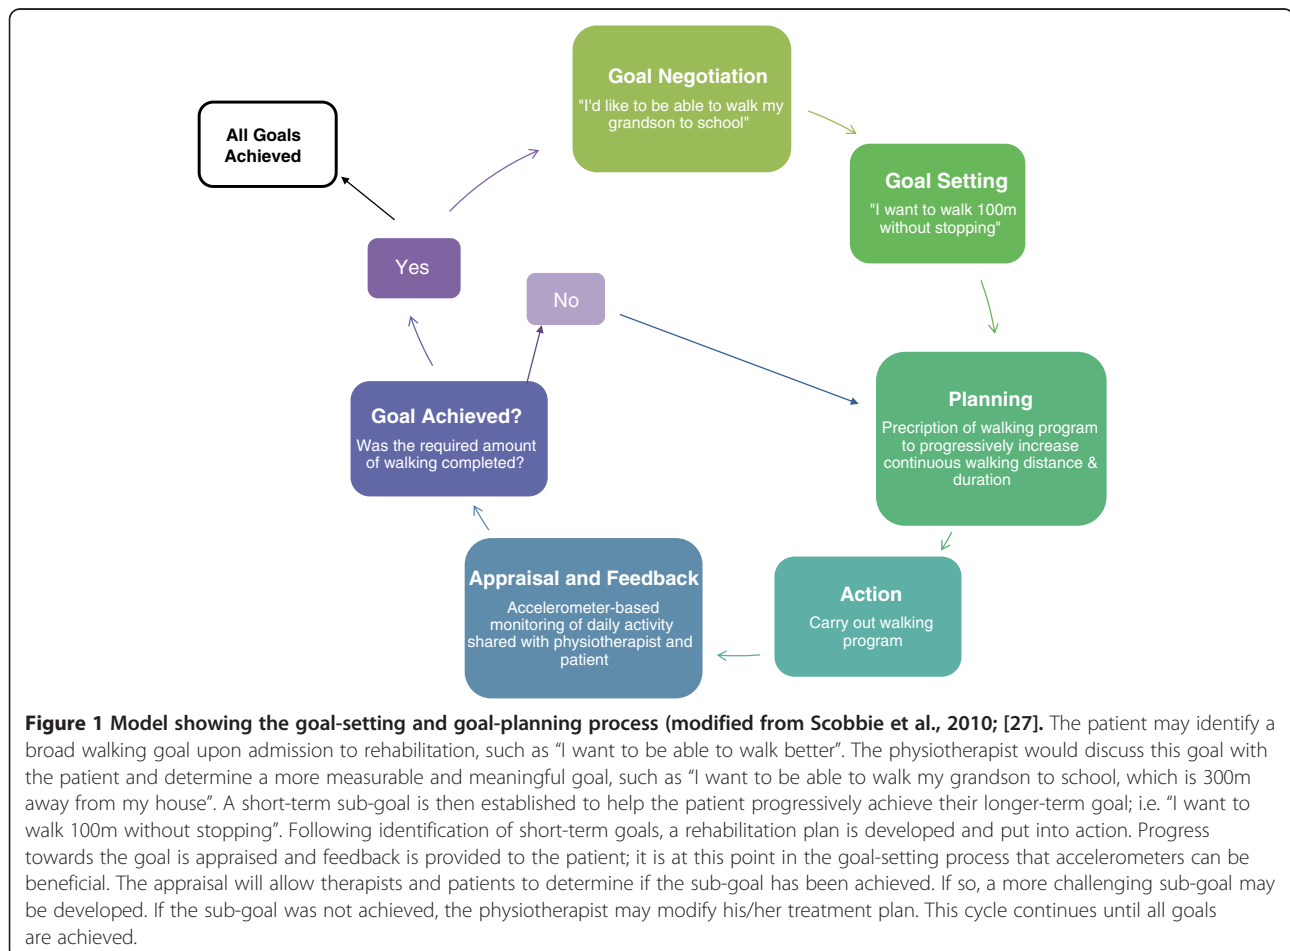 Goal Negotiation
"I'd like to be able to walk my
grandson to school"
All Goals
Achieved
Goal Setting
"I want to walk 100m
without stopping"
Yes
No
Goal Achieved?
Was the required amount
of walking completed?
Planning
Precription of walking program
to progressively increase
continuous walking distance &
duration
Appraisal and Feedback
Accelerometer-based
monitoring of daily activity
shared with physiotherapist and
patient
Action
Carry out walking
program
Figure 1 Model showing the goal-setting and goal-planning process (modified from Scobbie et al., 2010; [27]. The patient may identify a
broad walking goal upon admission to rehabilitation, such as “I want to be able to walk better”. The physiotherapist would discuss this goal with
the patient and determine a more measurable and meaningful goal, such as “I want to be able to walk my grandson to school, which is 300m
away from my house”. A short-term sub-goal is then established to help the patient progressively achieve their longer-term goal; i.e. “I want to
walk 100m without stopping”. Following identification of short-term goals, a rehabilitation plan is developed and put into action. Progress
towards the goal is appraised and feedback is provided to the patient; it is at this point in the goal-setting process that accelerometers can be
beneficial. The appraisal will allow therapists and patients to determine if the sub-goal has been achieved. If so, a more challenging sub-goal may
be developed. If the sub-goal was not achieved, the physiotherapist may modify his/her treatment plan. This cycle continues until all goals
are achieved.